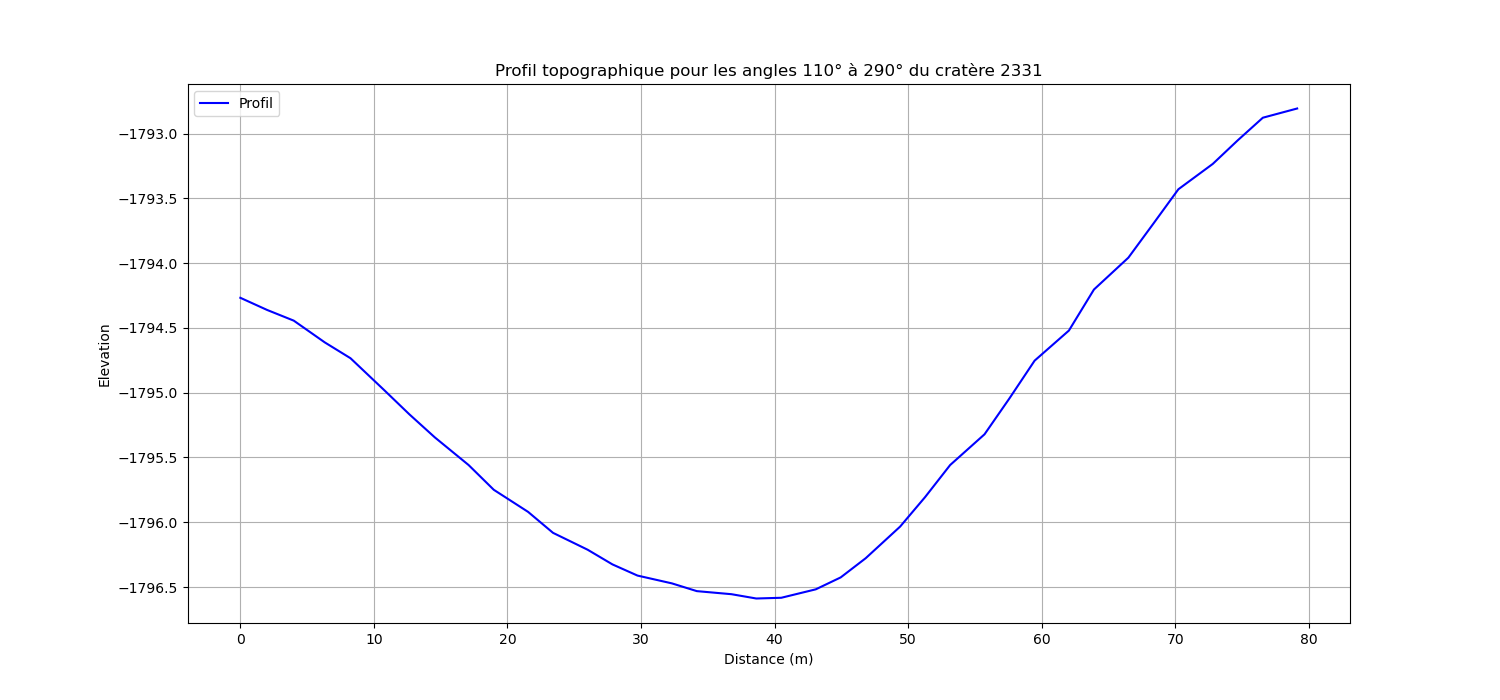 Profil topographique pour les angles 110° à 290° du cratère 2331
Profil
−1793.0
−1793.5
−1794.0
−1794.5
−1795.0
−1795.5
−1796.0
−1796.5
Elevation
0 10 20 30 40 50 60 70 80
Distance (m)